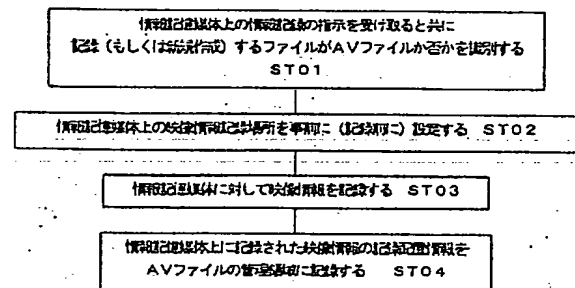 情報記憶媒体上の情報記録の指示を受け取ると共に
記録（もしくは新規作成）するファイルがAVファイルか否かを識別する
ST01
情報記憶媒体上の映像情報記録場所を事前に（記録前に）設定する ST02
情報記憶媒体に対して映像情報を記録する ST03
情報記憶媒体上に記録された映像情報の記録配置情報を
AVファイルの管理領域に記録する ST04